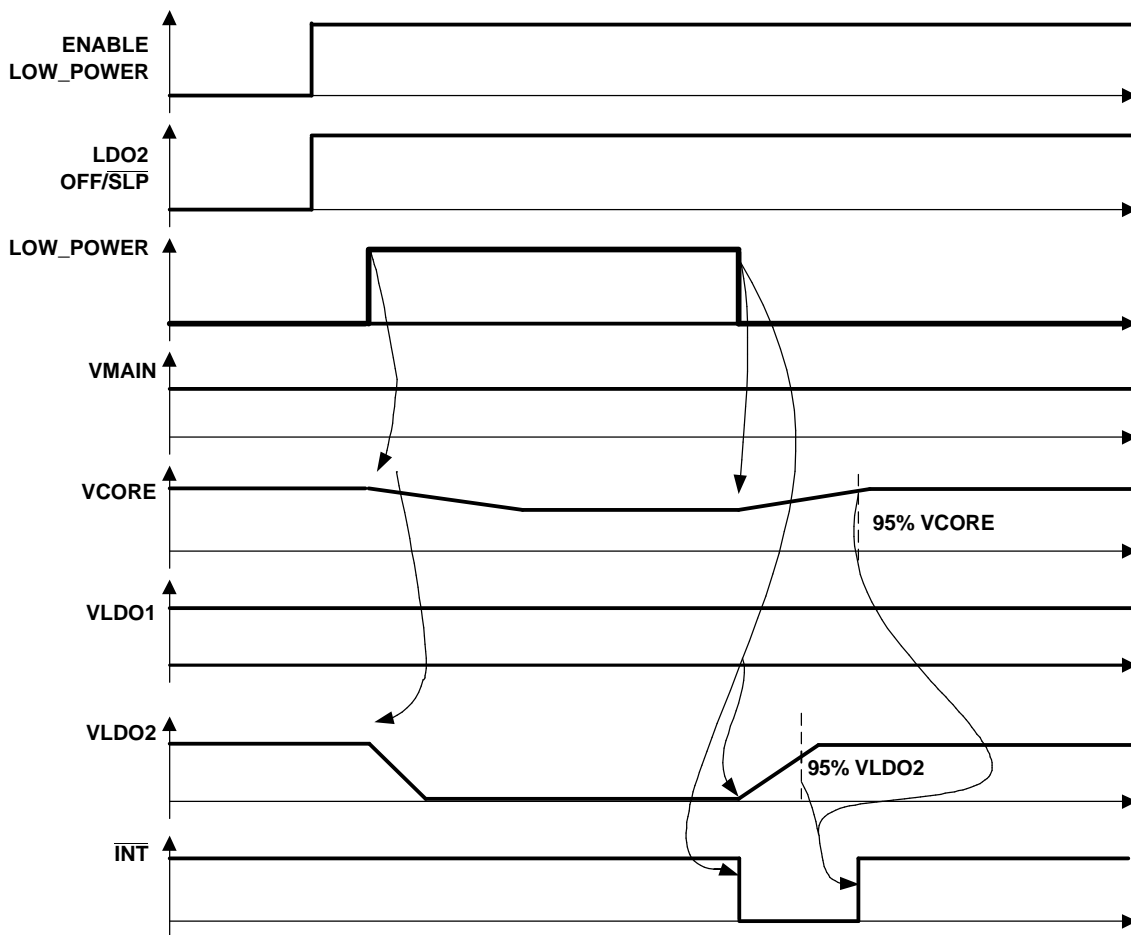 ENABLE
LOW_POWER
LDO2
OFF/SLP
LOW_POWER
VMAIN
VCORE
95% VCORE
VLDO1
VLDO2
95% VLDO2
INT